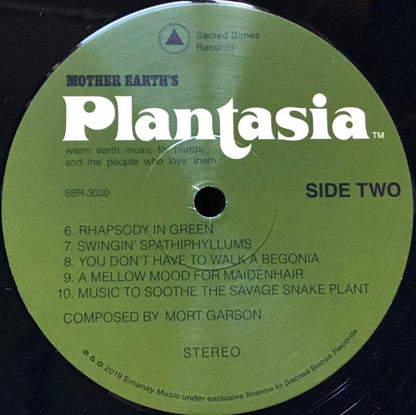 Sacred Bones
Records
MOTHER EARTH'S
Plantasia™
warm earth music for plants...
and the people who love them
SBR-3030
SIDE TWO
6. RHAPSODY IN GREEN
7. SWINGIN' SPATHIPHYLLUMS
8. YOU DON'T HAVE TO WALK A BEGONIA
9. A MELLOW MOOD FOR MAIDENHAIR
10. MUSIC TO SOOTHE THE SAVAGE SNAKE PLANT
COMPOSED BY MORT GARSON
STEREO
℗ & © 2019 Emanay Music under exclusive license to Sacred Bones Records